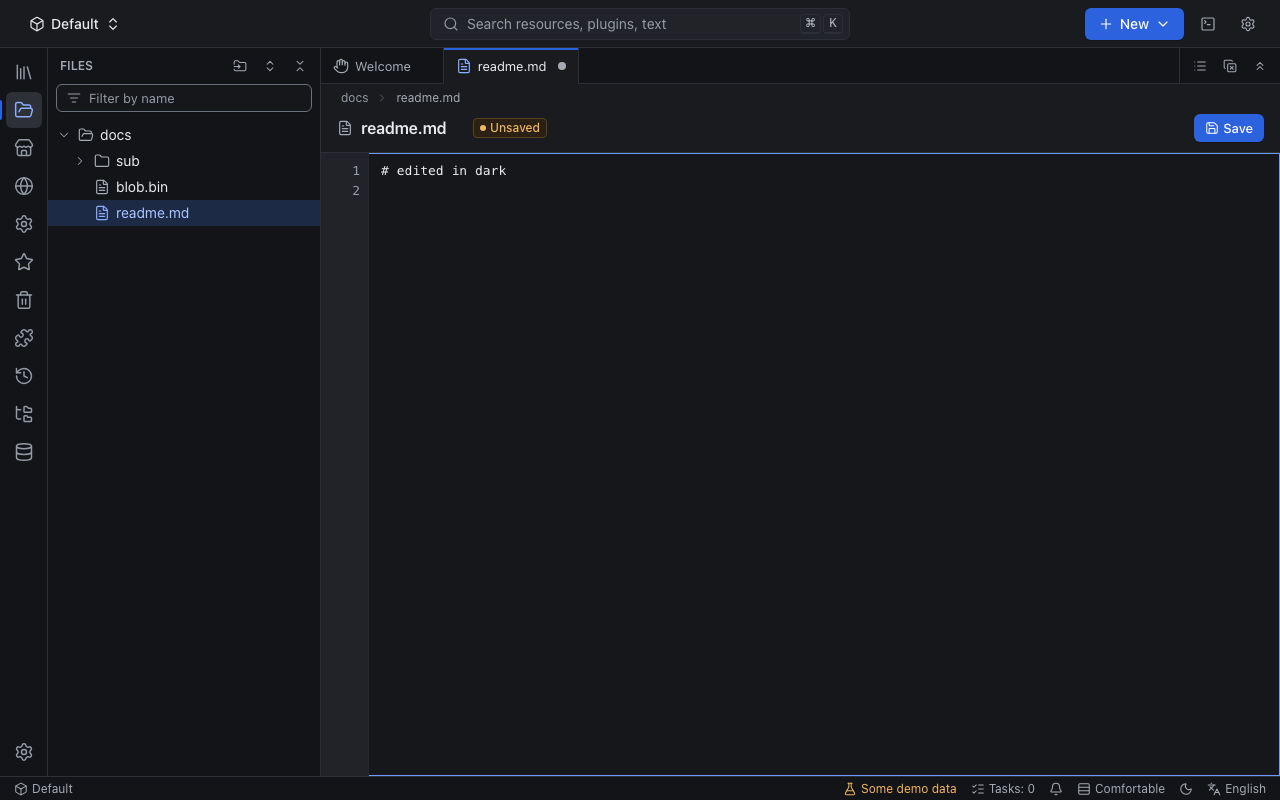 Default
Search resources, plugins, text
⌘ K
New
FILES
Welcome
readme.md
Filter by name
docs
readme.md
readme.md
Unsaved
Save
docs
sub
blob.bin
readme.md
1 # edited in dark
2
Default
Some demo data
Tasks: 0
Comfortable
English